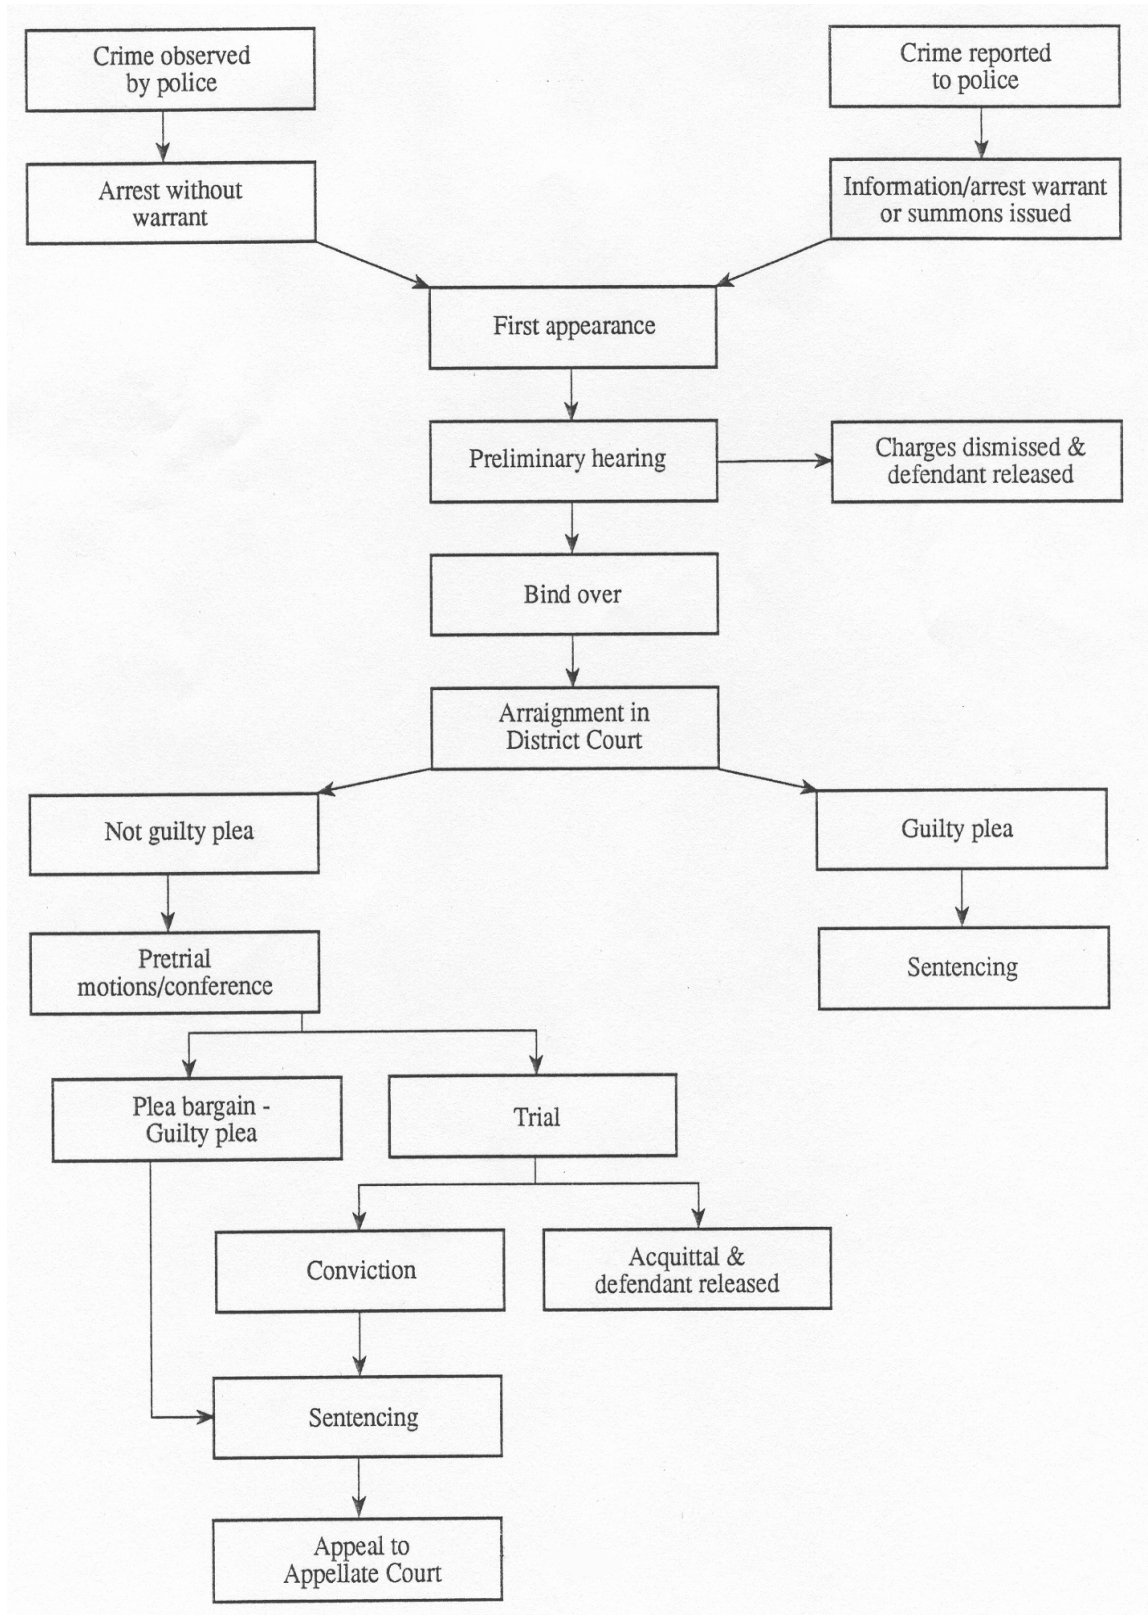 Crime observed
by police
Crime reported
to police
Arrest without
warrant
Information/arrest warrant
or summons issued
First appearance
Preliminary hearing
Charges dismissed &
defendant released
Bind over
Arraignment in
District Court
Not guilty plea
Guilty plea
Pretrial
motions/conference
Sentencing
Plea bargain -
Guilty plea
Trial
Conviction
Acquittal &
defendant released
Sentencing
Appeal to
Appellate Court